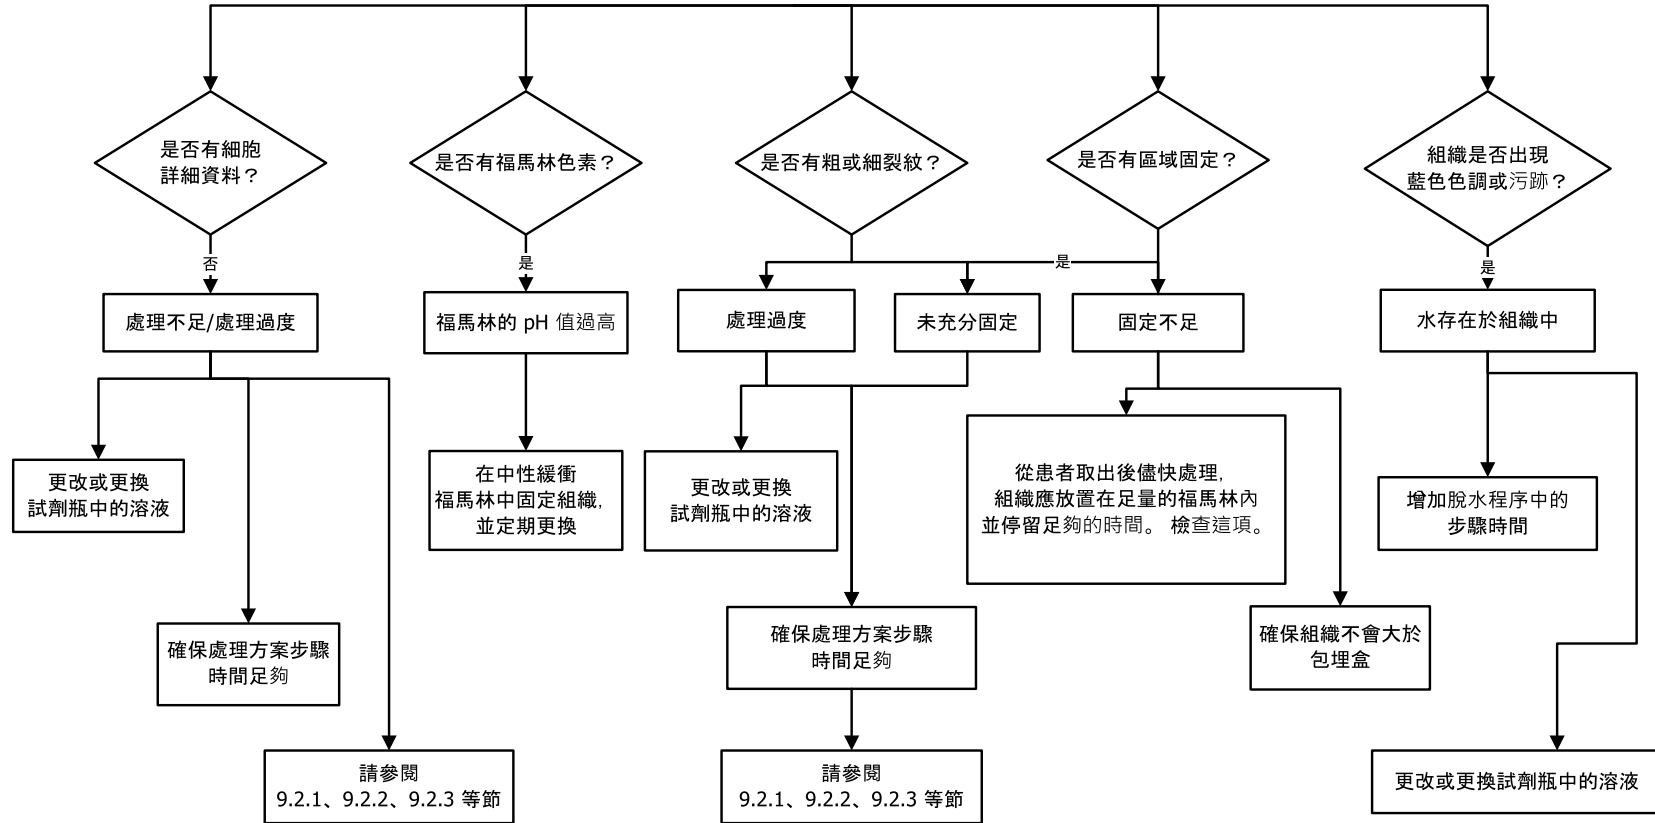 是否有細胞
詳細資料？
是否有福馬林色素？
是否有粗或細裂紋？
是否有區域固定？
組織是否出現
藍色色調或污跡？
否
是
是
是
處理不足/處理過度
福馬林的 pH 值過高
處理過度
未充分固定
固定不足
水存在於組織中
更改或更換
試劑瓶中的溶液
在中性緩衝
福馬林中固定組織,
並定期更換
更改或更換
試劑瓶中的溶液
從患者取出後儘快處理,
組織應放置在足量的福馬林內
並停留足夠的時間。 檢查這項。
增加脫水程序中的
步驟時間
確保處理方案步驟
時間足夠
確保處理方案步驟
時間足夠
確保組織不會大於
包埋盒
請參閱
9.2.1、9.2.2、9.2.3 等節
請參閱
9.2.1、9.2.2、9.2.3 等節
更改或更換試劑瓶中的溶液